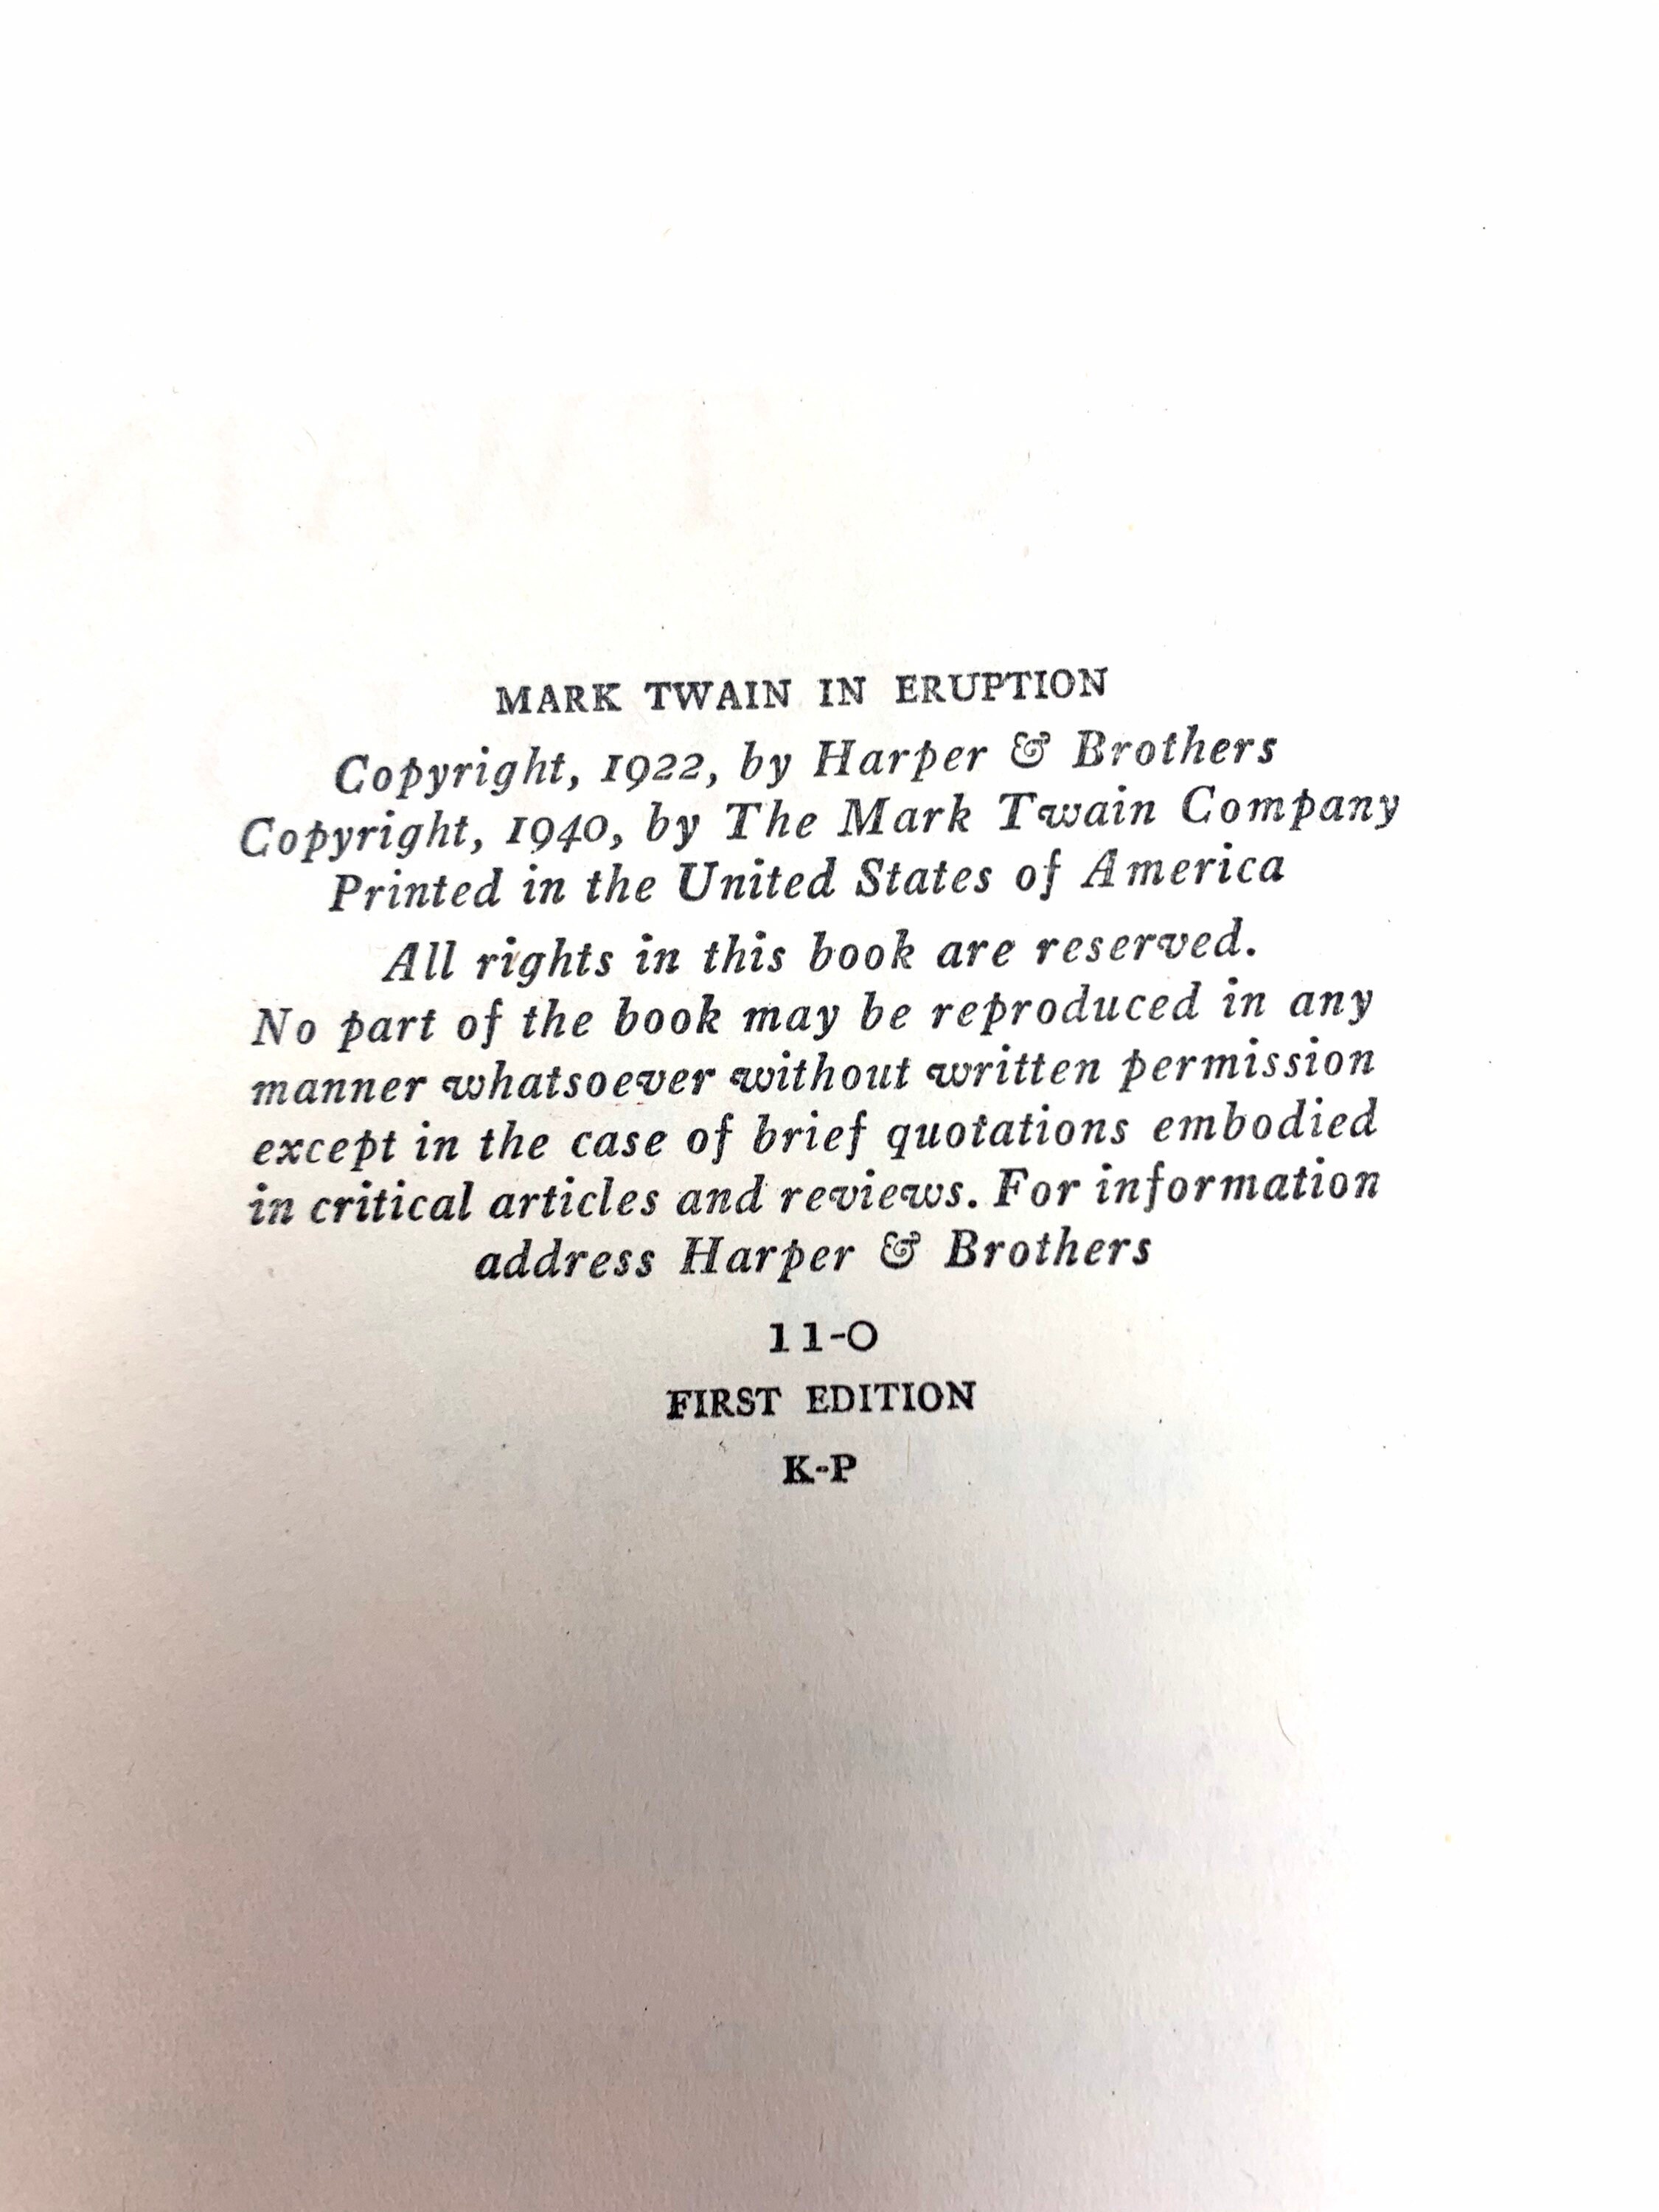 MARK TWAIN IN ERUPTION
Copyright, 1922, by Harper & Brothers
Copyright, 1940, by The Mark Twain Company
Printed in the United States of America
All rights in this book are reserved.
No part of the book may be reproduced in any
manner whatsoever without written permission
except in the case of brief quotations embodied
in critical articles and reviews. For information
address Harper & Brothers
11-O
FIRST EDITION
K-P